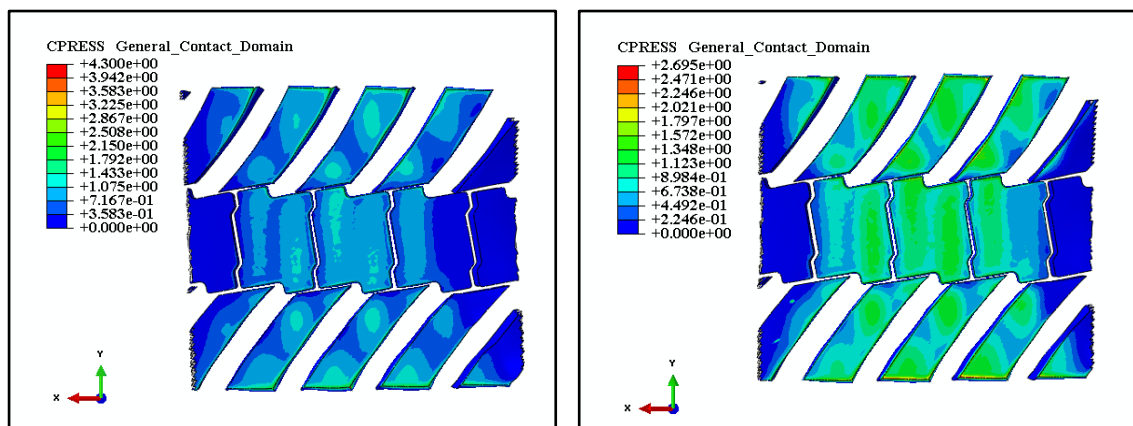 CPRESS General_Contact_Domain
+4.300e+00
+3.942e+00
+3.583e+00
+3.225e+00
+2.867e+00
+2.508e+00
+2.150e+00
+1.792e+00
+1.433e+00
+1.075e+00
+7.167e-01
+3.583e-01
+0.000e+00
Y
X
CPRESS General_Contact_Domain
+2.695e+00
+2.471e+00
+2.246e+00
+2.021e+00
+1.797e+00
+1.572e+00
+1.348e+00
+1.123e+00
+8.984e-01
+6.738e-01
+4.492e-01
+2.246e-01
+0.000e+00
Y
X